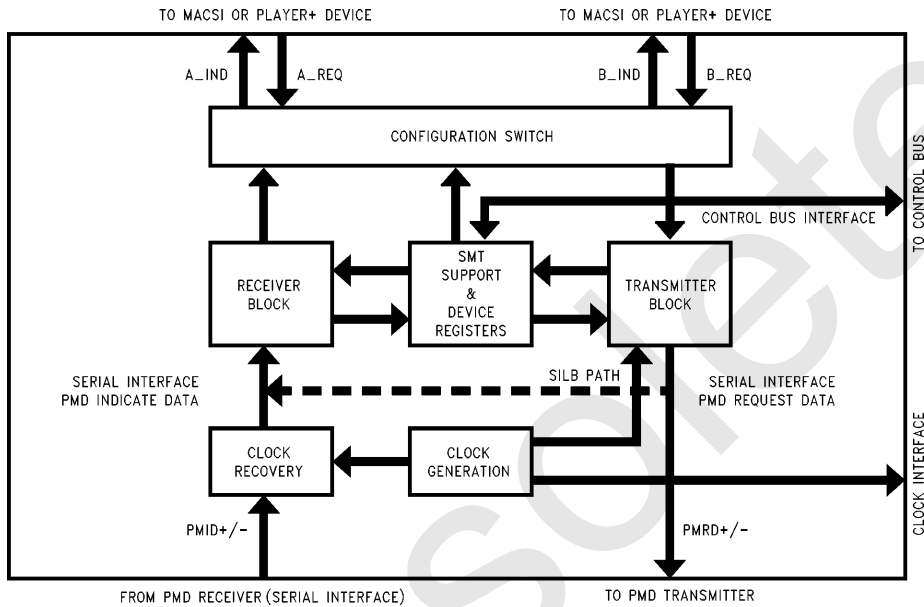 TO MACSI OR PLAYER+ DEVICE
TO MACSI OR PLAYER+ DEVICE
A_IND
A_REQ
B_IND
B_REQ
CONFIGURATION SWITCH
TO CONTROL BUS
CONTROL BUS INTERFACE
RECEIVER
BLOCK
SMT
SUPPORT
&
DEVICE
REGISTERS
TRANSMITTER
BLOCK
SERIAL INTERFACE
PMD INDICATE DATA
SILB PATH
SERIAL INTERFACE
PMD REQUEST DATA
CLOCK
RECOVERY
CLOCK
GENERATION
CLOCK INTERFACE
PMID+/-
PMRD+/-
FROM PMD RECEIVER (SERIAL INTERFACE)
TO PMD TRANSMITTER
solete